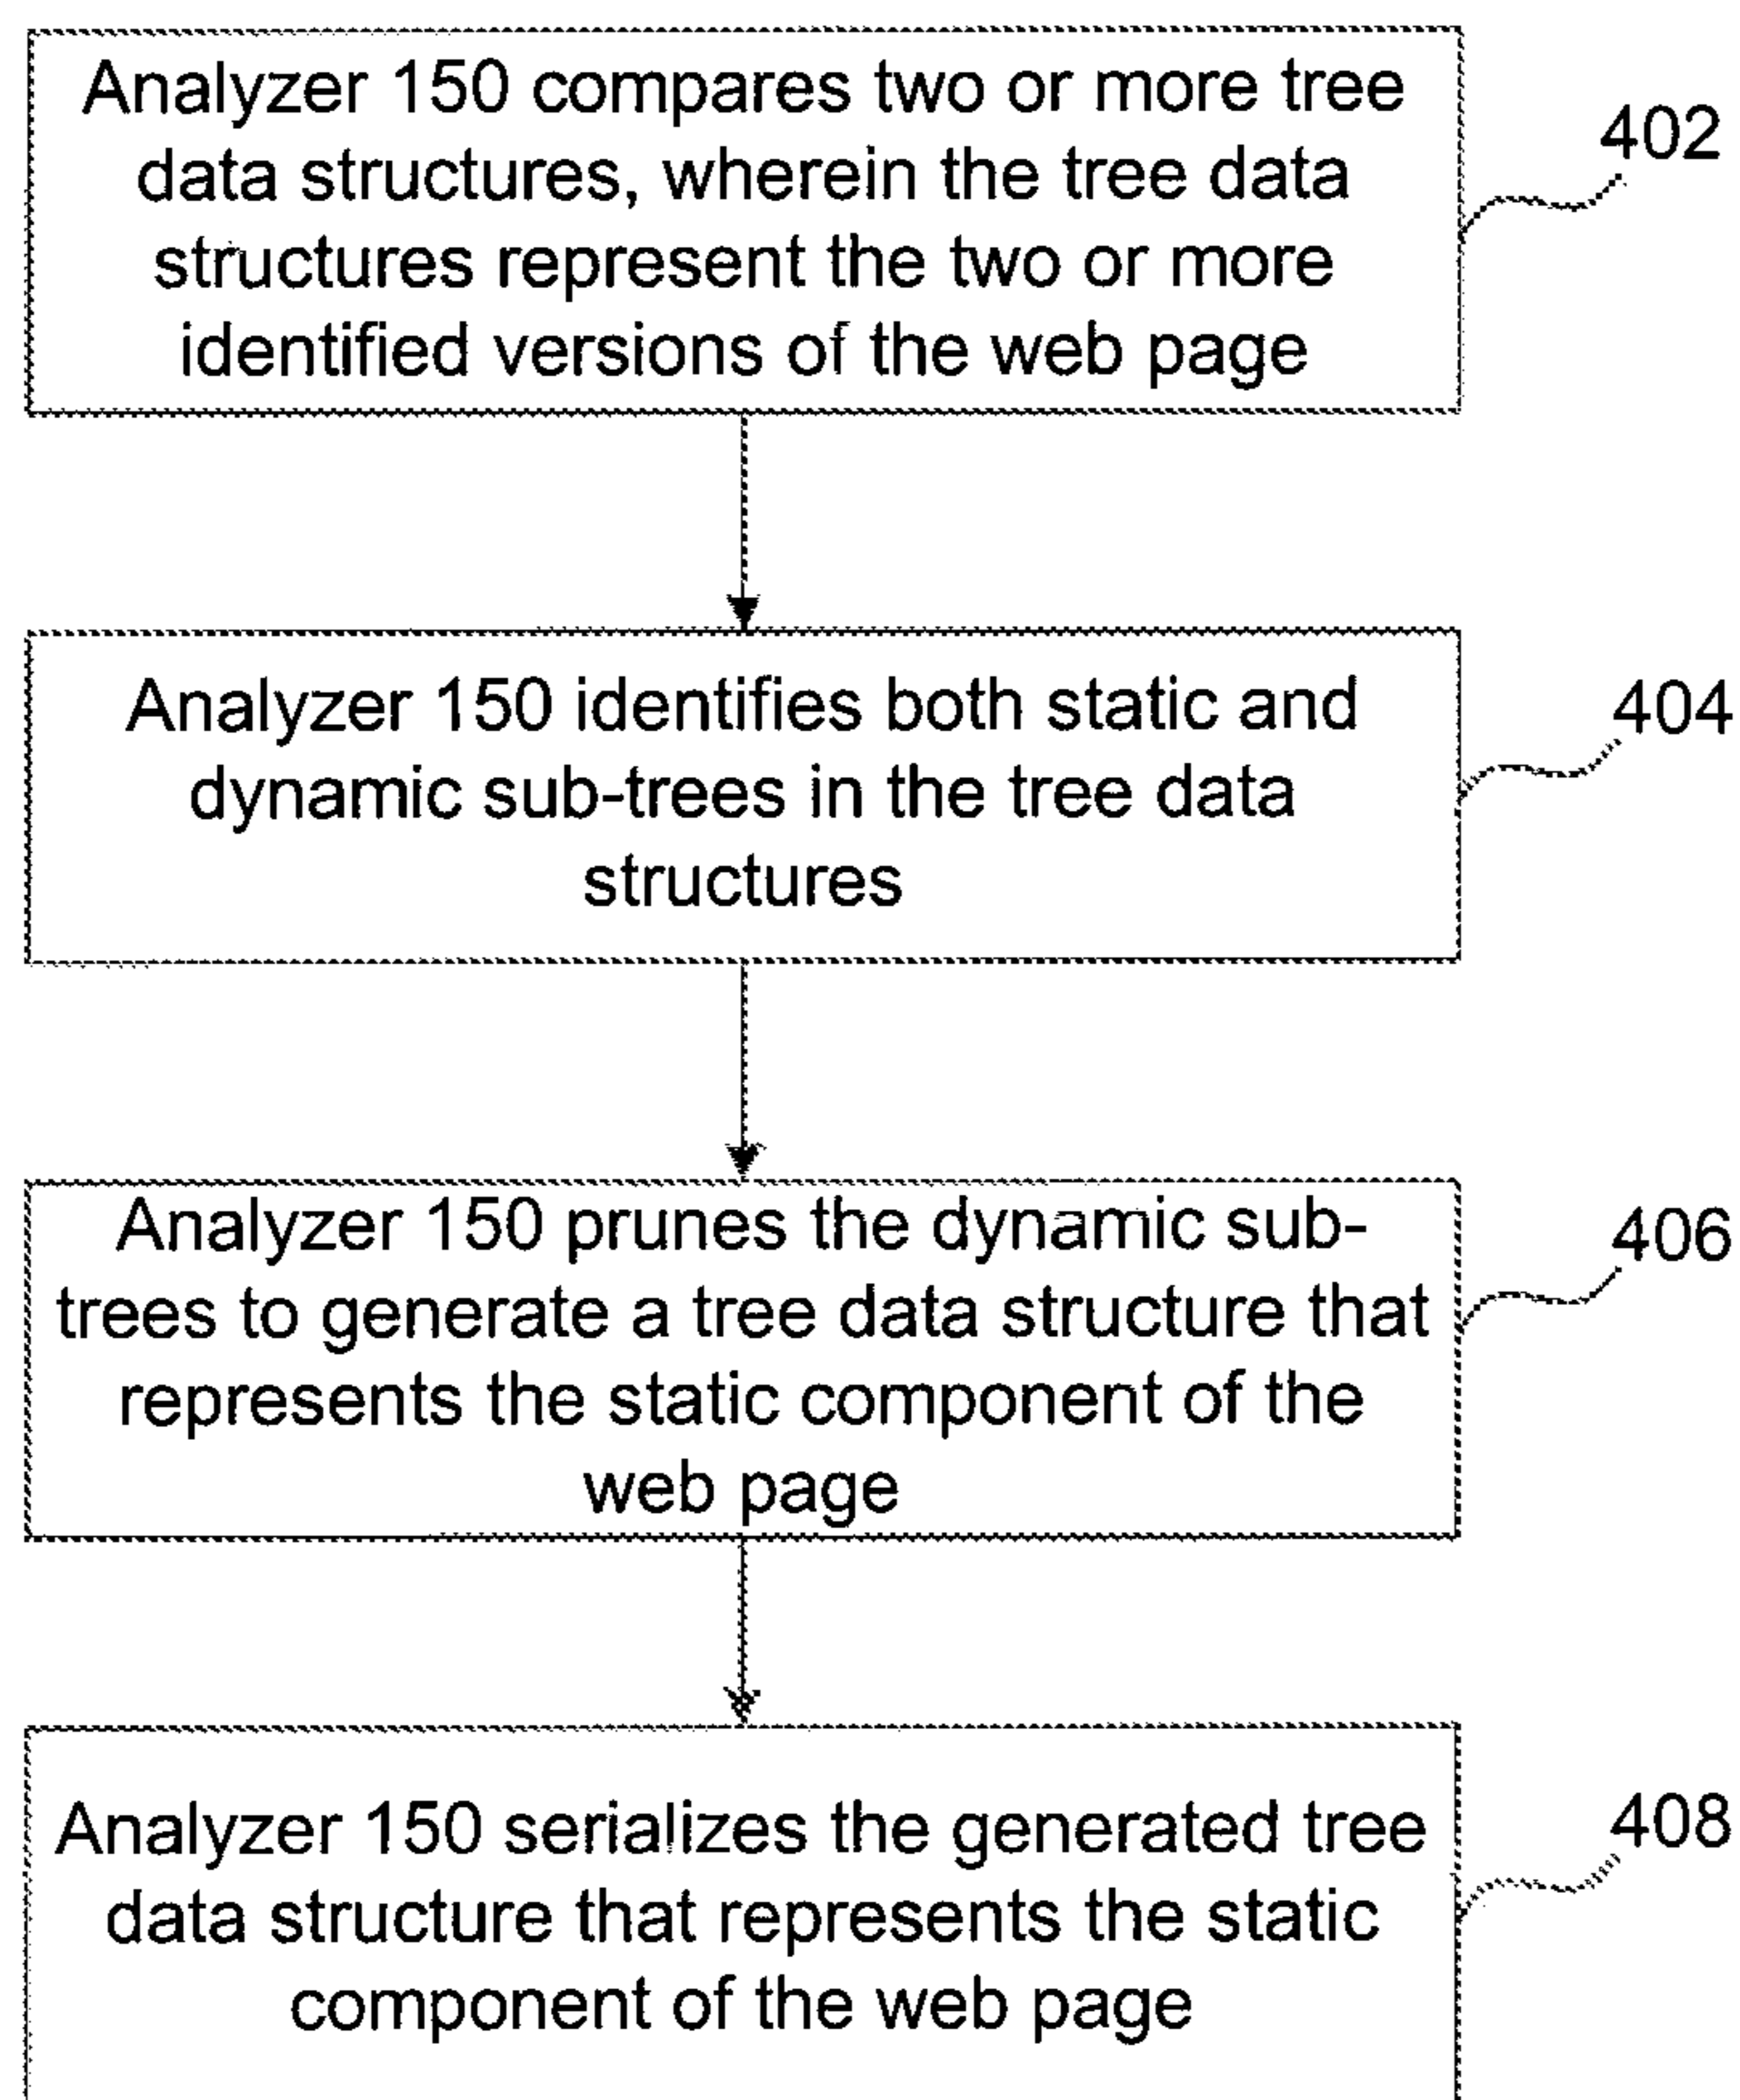 Analyzer 150 compares two or more tree
data structures, wherein the tree data
structures represent the two or more
identified versions of the web page
402
Analyzer 150 identifies both static and
dynamic sub-trees in the tree data
structures
404
Analyzer 150 prunes the dynamic sub-
trees to generate a tree data structure that
represents the static component of the
web page
406
Analyzer 150 serializes the generated tree
data structure that represents the static
component of the web page
408